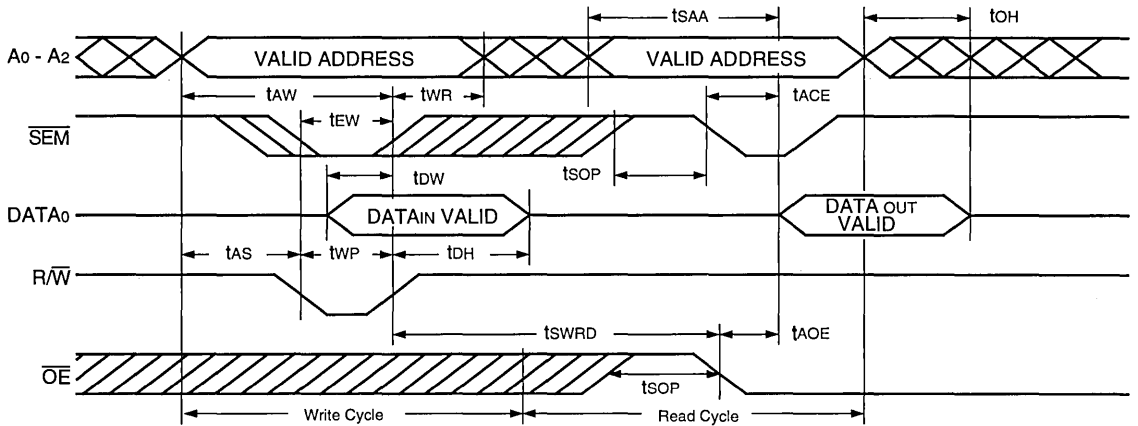 tSAA
tOH
A0 - A2
VALID ADDRESS
VALID ADDRESS
tAW
tWR
tACE
tEW
SEM
tSOP
tDW
DATA0
DATAIN VALID
DATA OUT
VALID
tAS
tWP
tDH
R/W
tSWRD
tAOE
OE
tSOP
Write Cycle
Read Cycle